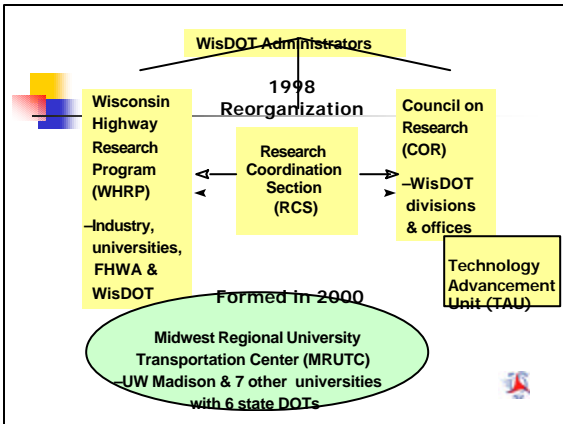 WisDOT Administrators
1998
Reorganization
Wisconsin
Highway
Research
Program
(WHRP)
–Industry,
universities,
FHWA &
WisDOT
Research
Coordination
Section
(RCS)
Council on
Research
(COR)
–WisDOT
divisions
& offices
Technology
Advancement
Unit (TAU)
Formed in 2000
Midwest Regional University
Transportation Center (MRUTC)
–UW Madison & 7 other universities
with 6 state DOTs